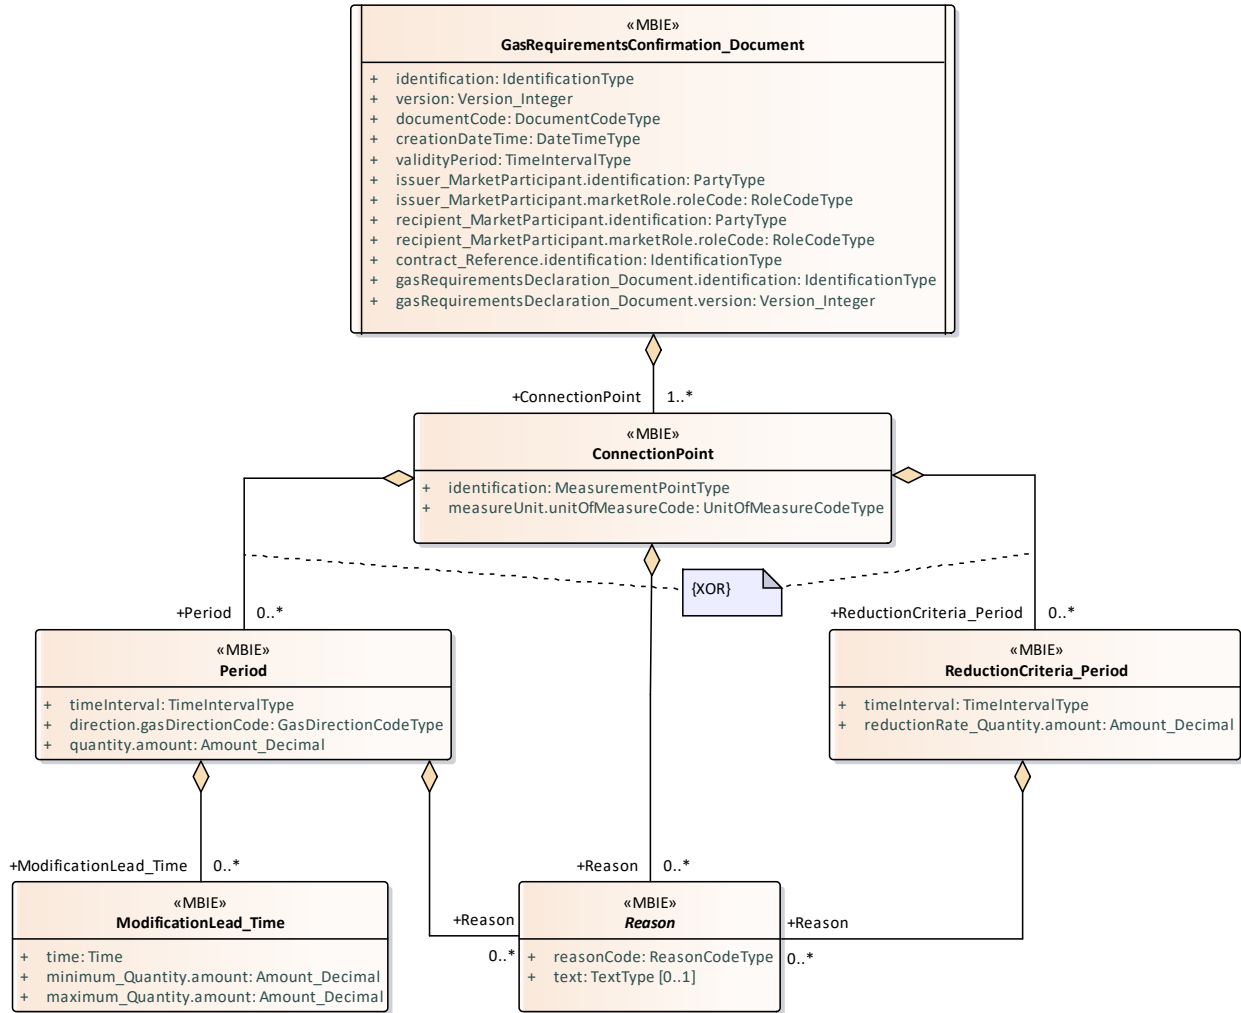 «MBIE»
GasRequirementsConfirmation_Document
+ identification: IdentificationType
+ version: Version_Integer
+ documentCode: DocumentCodeType
+ creationDateTime: DateTimeType
+ validityPeriod: TimeIntervalType
+ issuer_MarketParticipant.identification: PartyType
+ issuer_MarketParticipant.marketRole.roleCode: RoleCodeType
+ recipient_MarketParticipant.identification: PartyType
+ recipient_MarketParticipant.marketRole.roleCode: RoleCodeType
+ contract_Reference.identification: IdentificationType
+ gasRequirementsDeclaration_Document.identification: IdentificationType
+ gasRequirementsDeclaration_Document.version: Version_Integer
+ConnectionPoint 1..*
«MBIE»
ConnectionPoint
+ identification: MeasurementPointType
+ measureUnit.unitOfMeasureCode: UnitOfMeasureCodeType
{XOR}
+Period 0..*
+ReductionCriteria_Period 0..*
«MBIE»
Period
+ timeInterval: TimeIntervalType
+ direction.gasDirectionCode: GasDirectionCodeType
+ quantity.amount: Amount_Decimal
«MBIE»
ReductionCriteria_Period
+ timeInterval: TimeIntervalType
+ reductionRate_Quantity.amount: Amount_Decimal
+ModificationLead_Time 0..*
+Reason 0..*
«MBIE»
ModificationLead_Time
+ time: Time
+ minimum_Quantity.amount: Amount_Decimal
+ maximum_Quantity.amount: Amount_Decimal
+Reason
0..*
«MBIE»
Reason
+ reasonCode: ReasonCodeType
+ text: TextType [0..1]
+Reason
0..*